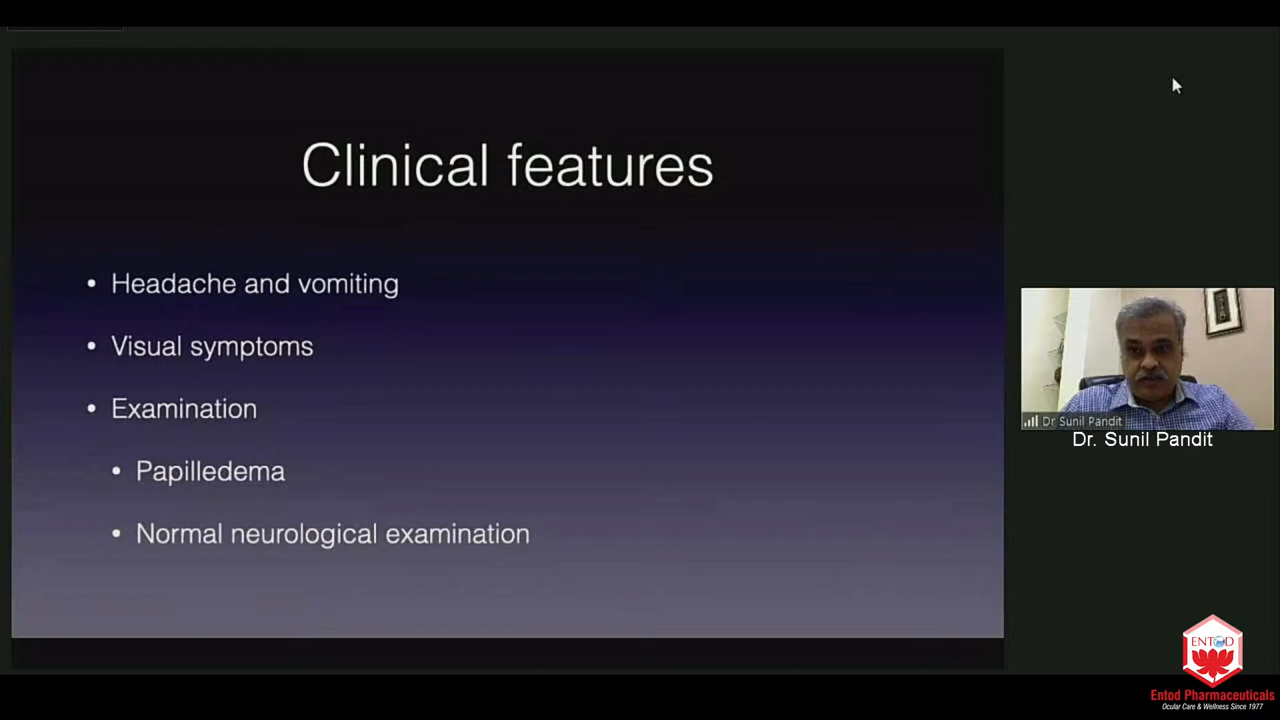 Clinical features
• Headache and vomiting
• Visual symptoms
• Examination
• Papilledema
• Normal neurological examination
Dr Sunil Pandit
Dr. Sunil Pandit
ENTOD
Entod Pharmaceuticals
Ocular Care & Wellness Since 1977